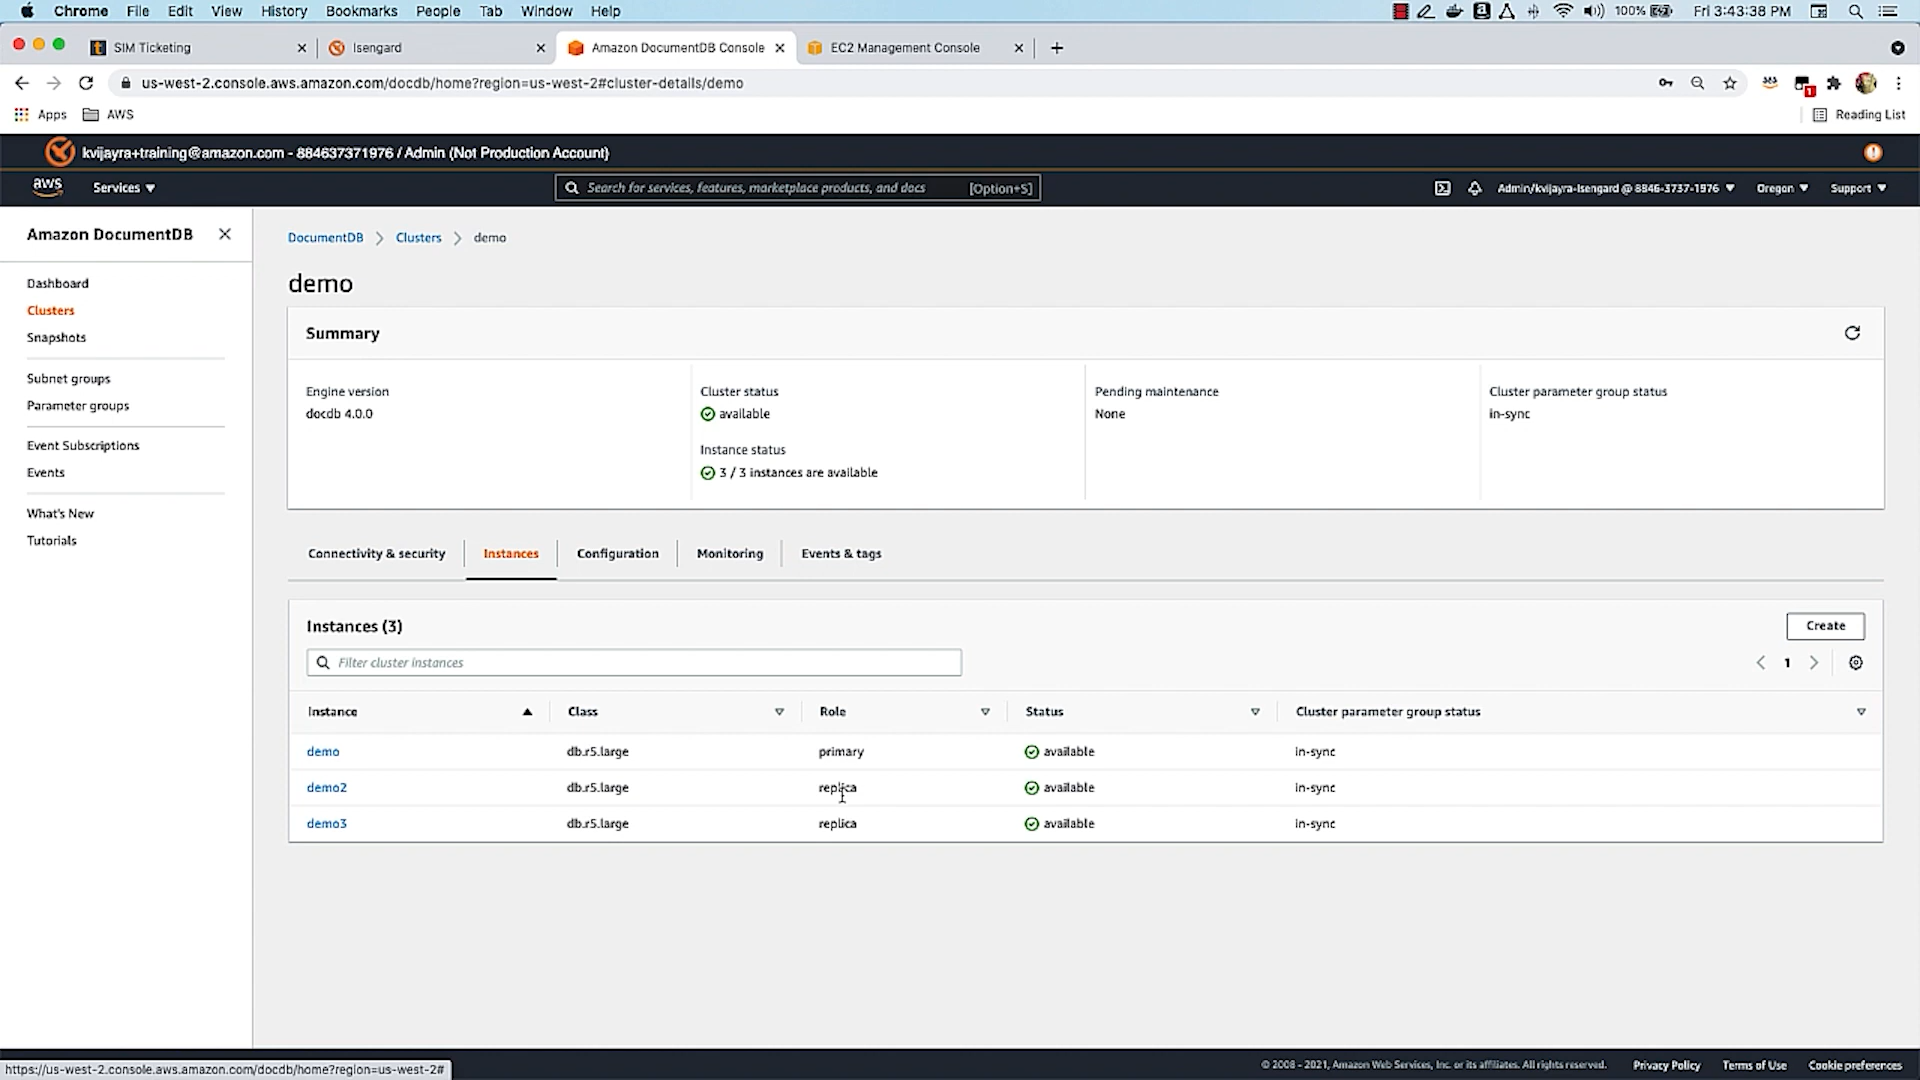 Chrome File Edit View History Bookmarks People Tab Window Help 100% Fri 3:43:38 PM
SIM Ticketing Isengard Amazon DocumentDB Console EC2 Management Console
us-west-2.console.aws.amazon.com/docdb/home?region=us-west-2#cluster-details/demo
Apps AWS Reading List
kvijayra+training@amazon.com - 884637371976 / Admin (Not Production Account)
aws Services Search for services, features, marketplace products, and docs [Option+S] Admin/kvijayra-Isengard @ 8846-3737-1976 Oregon Support
Amazon DocumentDB
Dashboard
Clusters
Snapshots
Subnet groups
Parameter groups
Event Subscriptions
Events
What's New
Tutorials
DocumentDB Clusters demo
demo
Summary
Engine version
docdb 4.0.0
Cluster status
available
Instance status
3 / 3 instances are available
Pending maintenance
None
Cluster parameter group status
in-sync
Connectivity & security Instances Configuration Monitoring Events & tags
Instances (3) Create
Filter cluster instances 1
Instance Class Role Status Cluster parameter group status
demo db.r5.large primary available in-sync
demo2 db.r5.large replica available in-sync
demo3 db.r5.large replica available in-sync
https://us-west-2.console.aws.amazon.com/docdb/home?region=us-west-2#
© 2008 - 2021, Amazon Web Services, Inc. or its affiliates. All rights reserved. Privacy Policy Terms of Use Cookie preferences